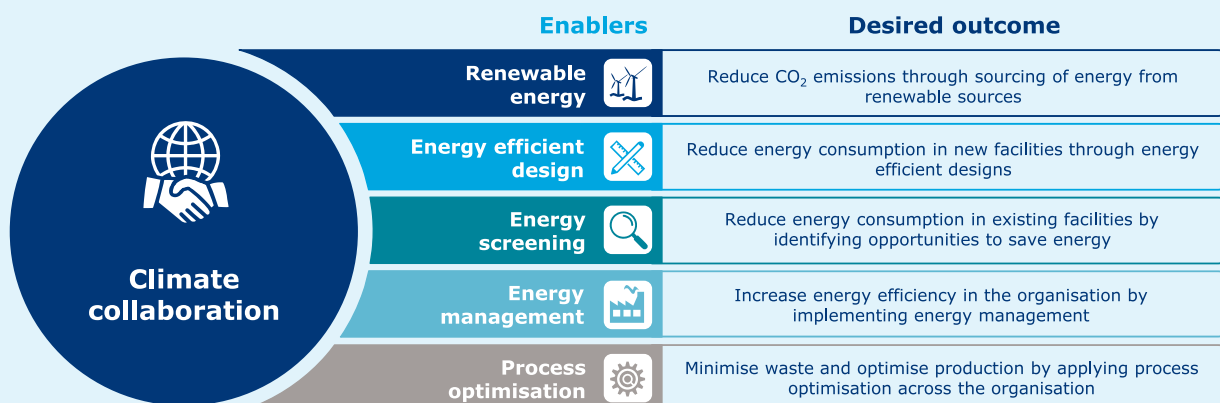 Enablers
Desired outcome
Climate
collaboration
Renewable
energy
Reduce CO₂ emissions through sourcing of energy from
renewable sources
Energy efficient
design
Reduce energy consumption in new facilities through energy
efficient designs
Energy
screening
Reduce energy consumption in existing facilities by
identifying opportunities to save energy
Energy
management
Increase energy efficiency in the organisation by
implementing energy management
Process
optimisation
Minimise waste and optimise production by applying process
optimisation across the organisation